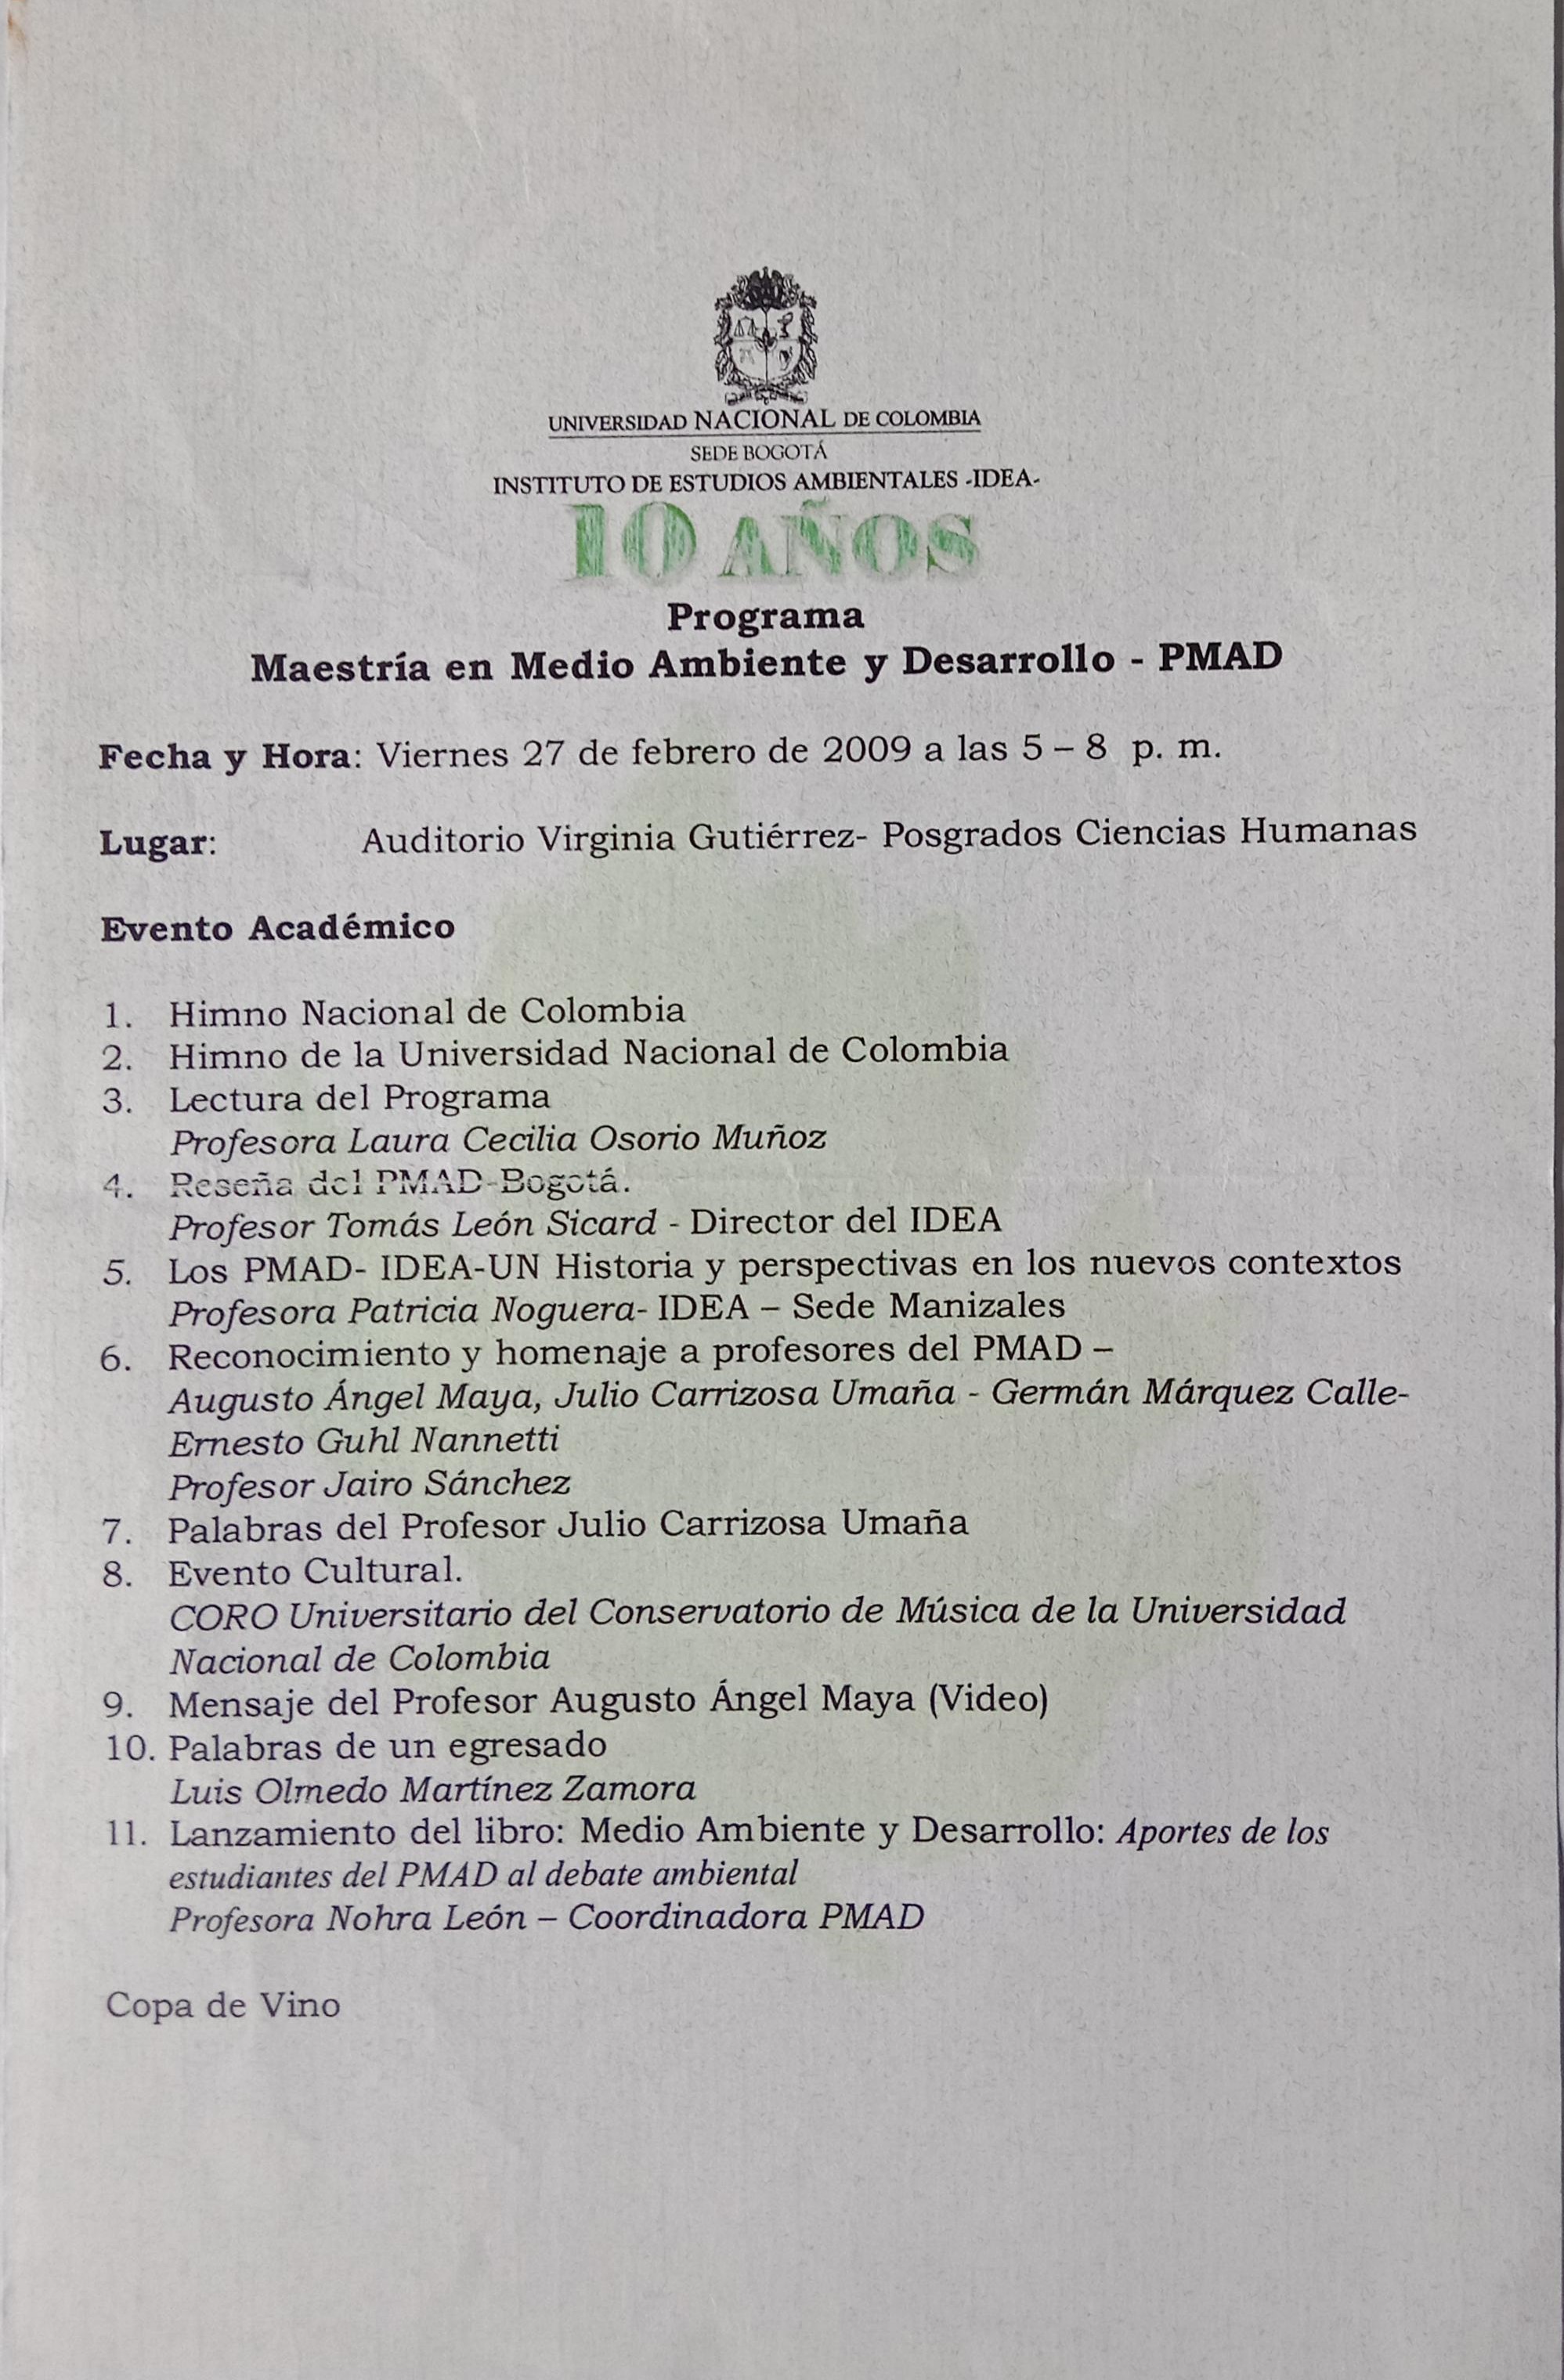 UNIVERSIDAD NACIONAL DE COLOMBIA
SEDE BOGOTÁ
INSTITUTO DE ESTUDIOS AMBIENTALES -IDEA-
10 AÑOS
Programa
Maestría en Medio Ambiente y Desarrollo - PMAD
Fecha y Hora: Viernes 27 de febrero de 2009 a las 5 – 8 p. m.
Lugar: Auditorio Virginia Gutiérrez- Posgrados Ciencias Humanas
Evento Académico
1. Himno Nacional de Colombia
2. Himno de la Universidad Nacional de Colombia
3. Lectura del Programa
Profesora Laura Cecilia Osorio Muñoz
4. Reseña del PMAD-Bogotá.
Profesor Tomás León Sicard - Director del IDEA
5. Los PMAD- IDEA-UN Historia y perspectivas en los nuevos contextos
Profesora Patricia Noguera- IDEA – Sede Manizales
6. Reconocimiento y homenaje a profesores del PMAD –
Augusto Ángel Maya, Julio Carrizosa Umaña - Germán Márquez Calle-
Ernesto Guhl Nannetti
Profesor Jairo Sánchez
7. Palabras del Profesor Julio Carrizosa Umaña
8. Evento Cultural.
CORO Universitario del Conservatorio de Música de la Universidad
Nacional de Colombia
9. Mensaje del Profesor Augusto Ángel Maya (Video)
10. Palabras de un egresado
Luis Olmedo Martínez Zamora
11. Lanzamiento del libro: Medio Ambiente y Desarrollo: Aportes de los
estudiantes del PMAD al debate ambiental
Profesora Nohra León – Coordinadora PMAD
Copa de Vino